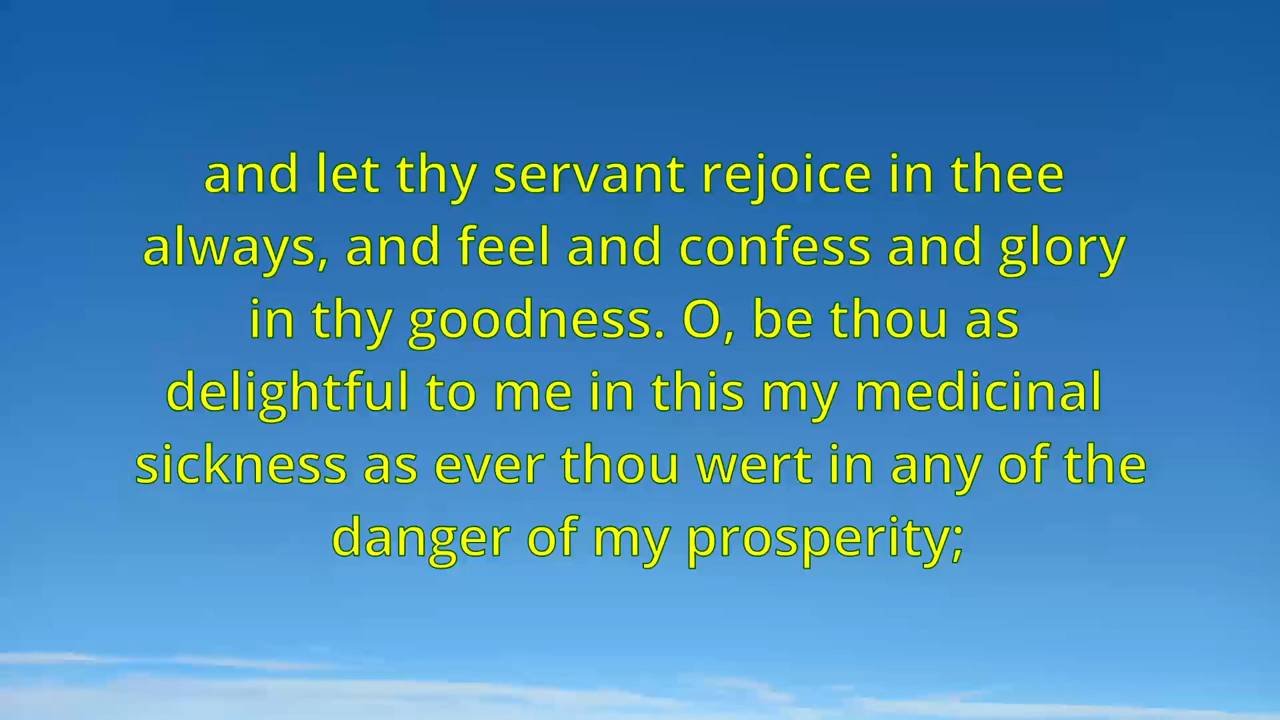 and let thy servant rejoice in thee
always, and feel and confess and glory
in thy goodness. O, be thou as
delightful to me in this my medicinal
sickness as ever thou wert in any of the
danger of my prosperity;